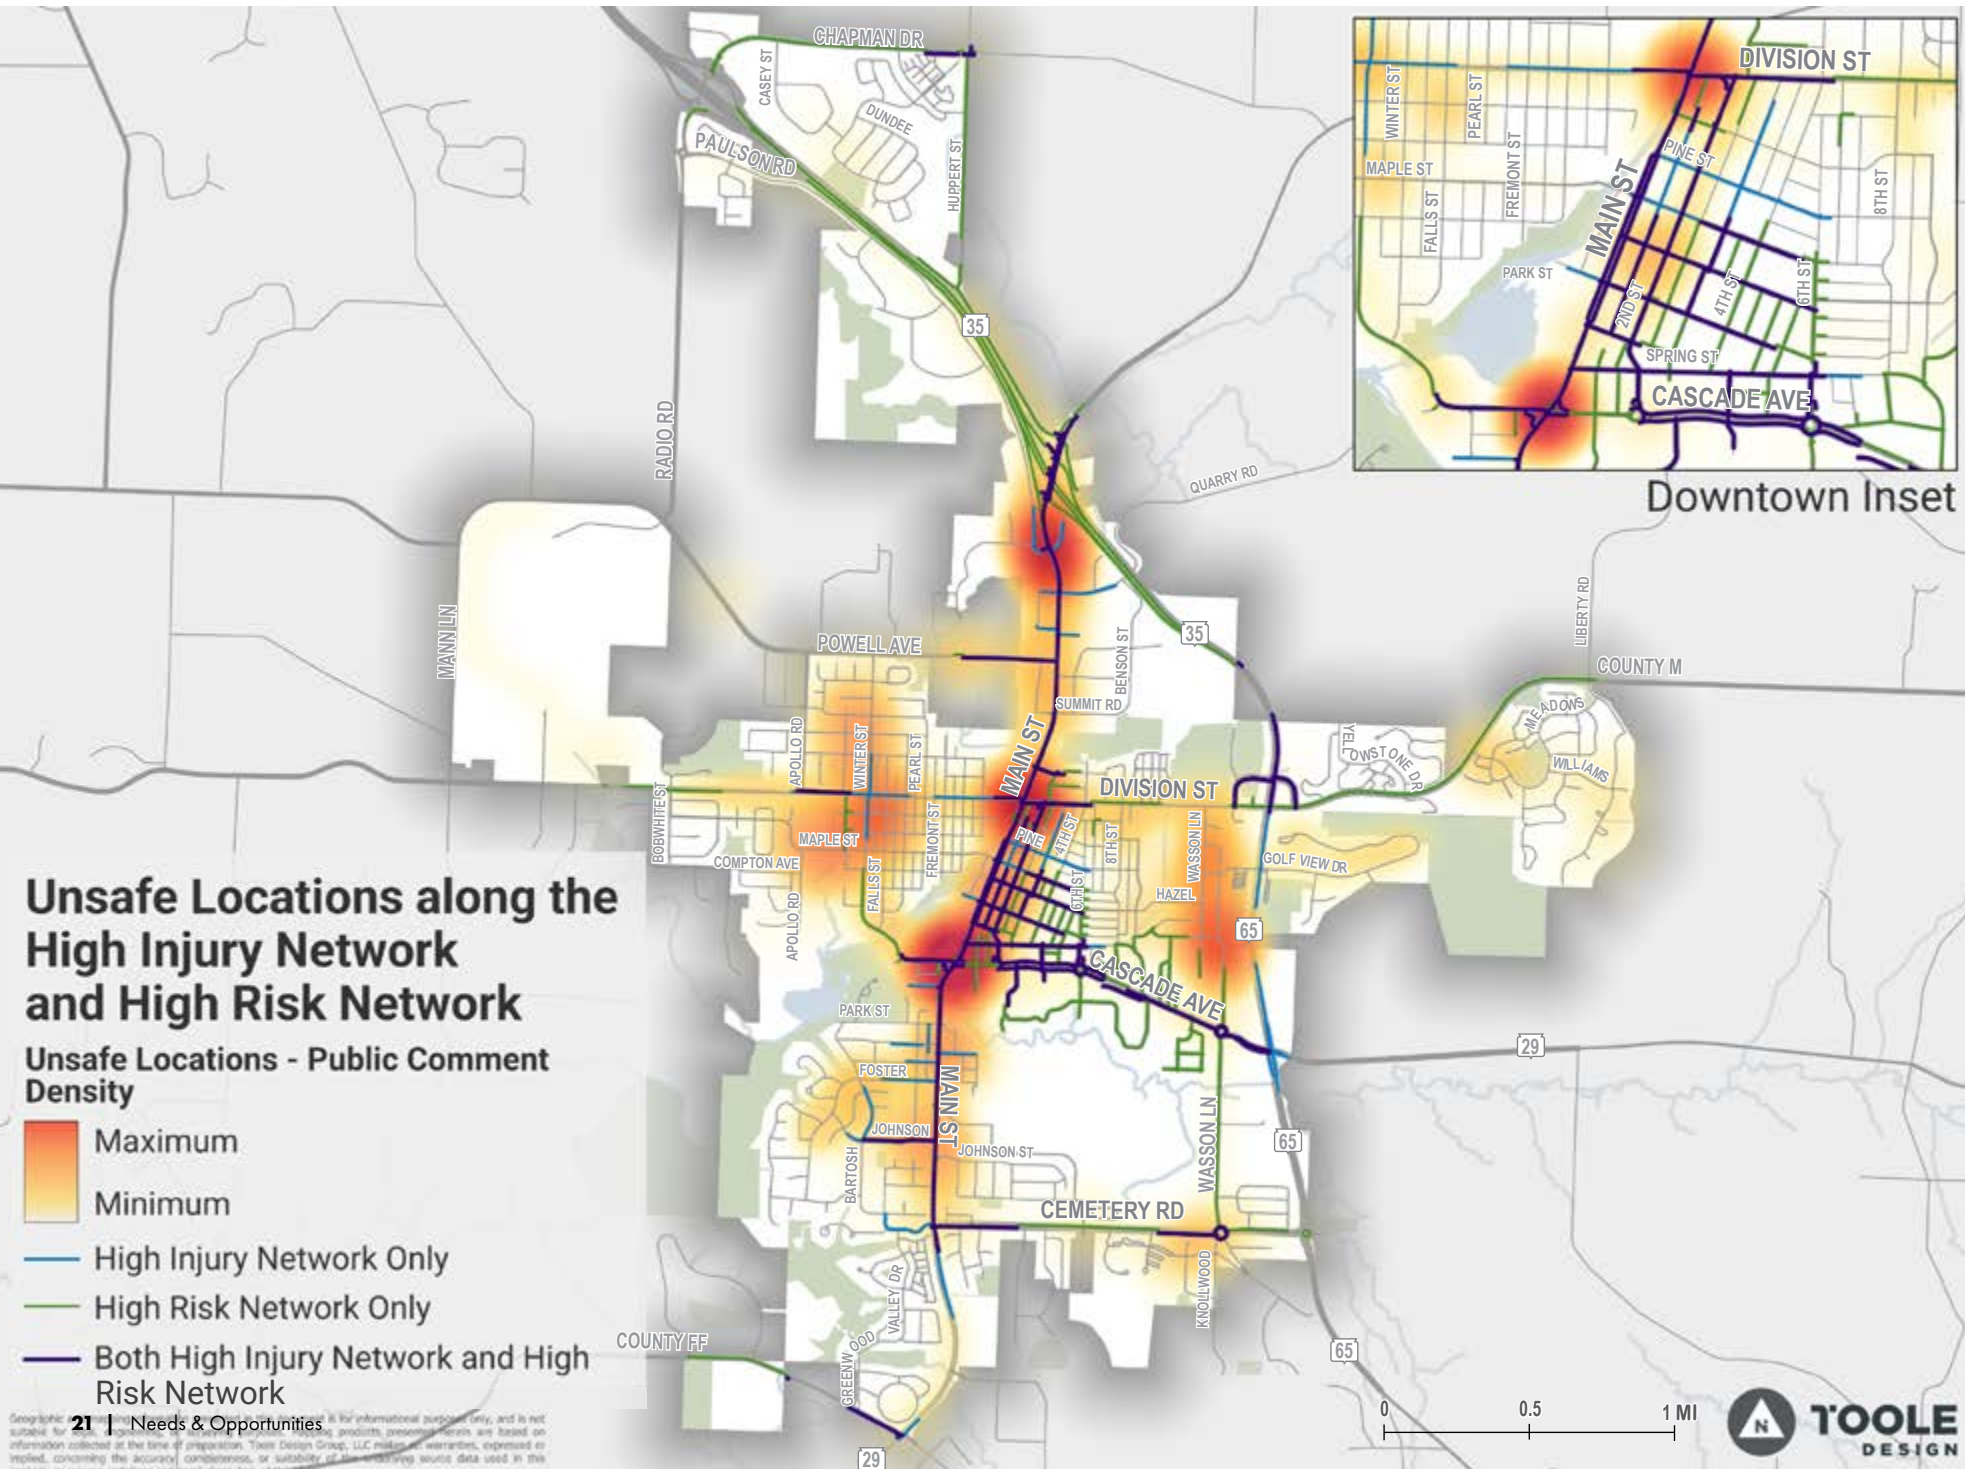 CHAPMAN DR
CASEY ST
DUNDEE
PAULSON RD
HUPPERT ST
35
RADIO RD
QUARRY RD
DIVISION ST
WINTER ST
PEARL ST
PINE ST
MAPLE ST
FREMONT ST
MAIN ST
8TH ST
FALLS ST
PARK ST
2ND ST
4TH ST
6TH ST
SPRING ST
CASCADE AVE
Downtown Inset
MANN LN
POWELL AVE
35
BENSON ST
LIBERTY RD
COUNTY M
SUMMIT RD
MEADOWS
APOLLO RD
WINTER ST
PEARL ST
MAIN ST
YELLOWSTONE DR
WILLIAMS
DIVISION ST
BOBWHITE ST
MAPLE ST
FREMONT ST
PINE
4TH ST
8TH ST
WASSON LN
COMPTON AVE
GOLF VIEW DR
FALLS ST
6TH ST
HAZEL
APOLLO RD
65
CASCADE AVE
PARK ST
29
FOSTER
MAIN ST
JOHNSON
JOHNSON ST
WASSON LN
65
BARTOSH
CEMETERY RD
KNOLLWOOD
VALLEY DR
COUNTY FF
GREENWOOD
65
29
Unsafe Locations along the
High Injury Network
and High Risk Network
Unsafe Locations - Public Comment
Density
Maximum
Minimum
High Injury Network Only
High Risk Network Only
Both High Injury Network and High
Risk Network
21 | Needs & Opportunities
0 0.5 1 MI
N
TOOLE
DESIGN